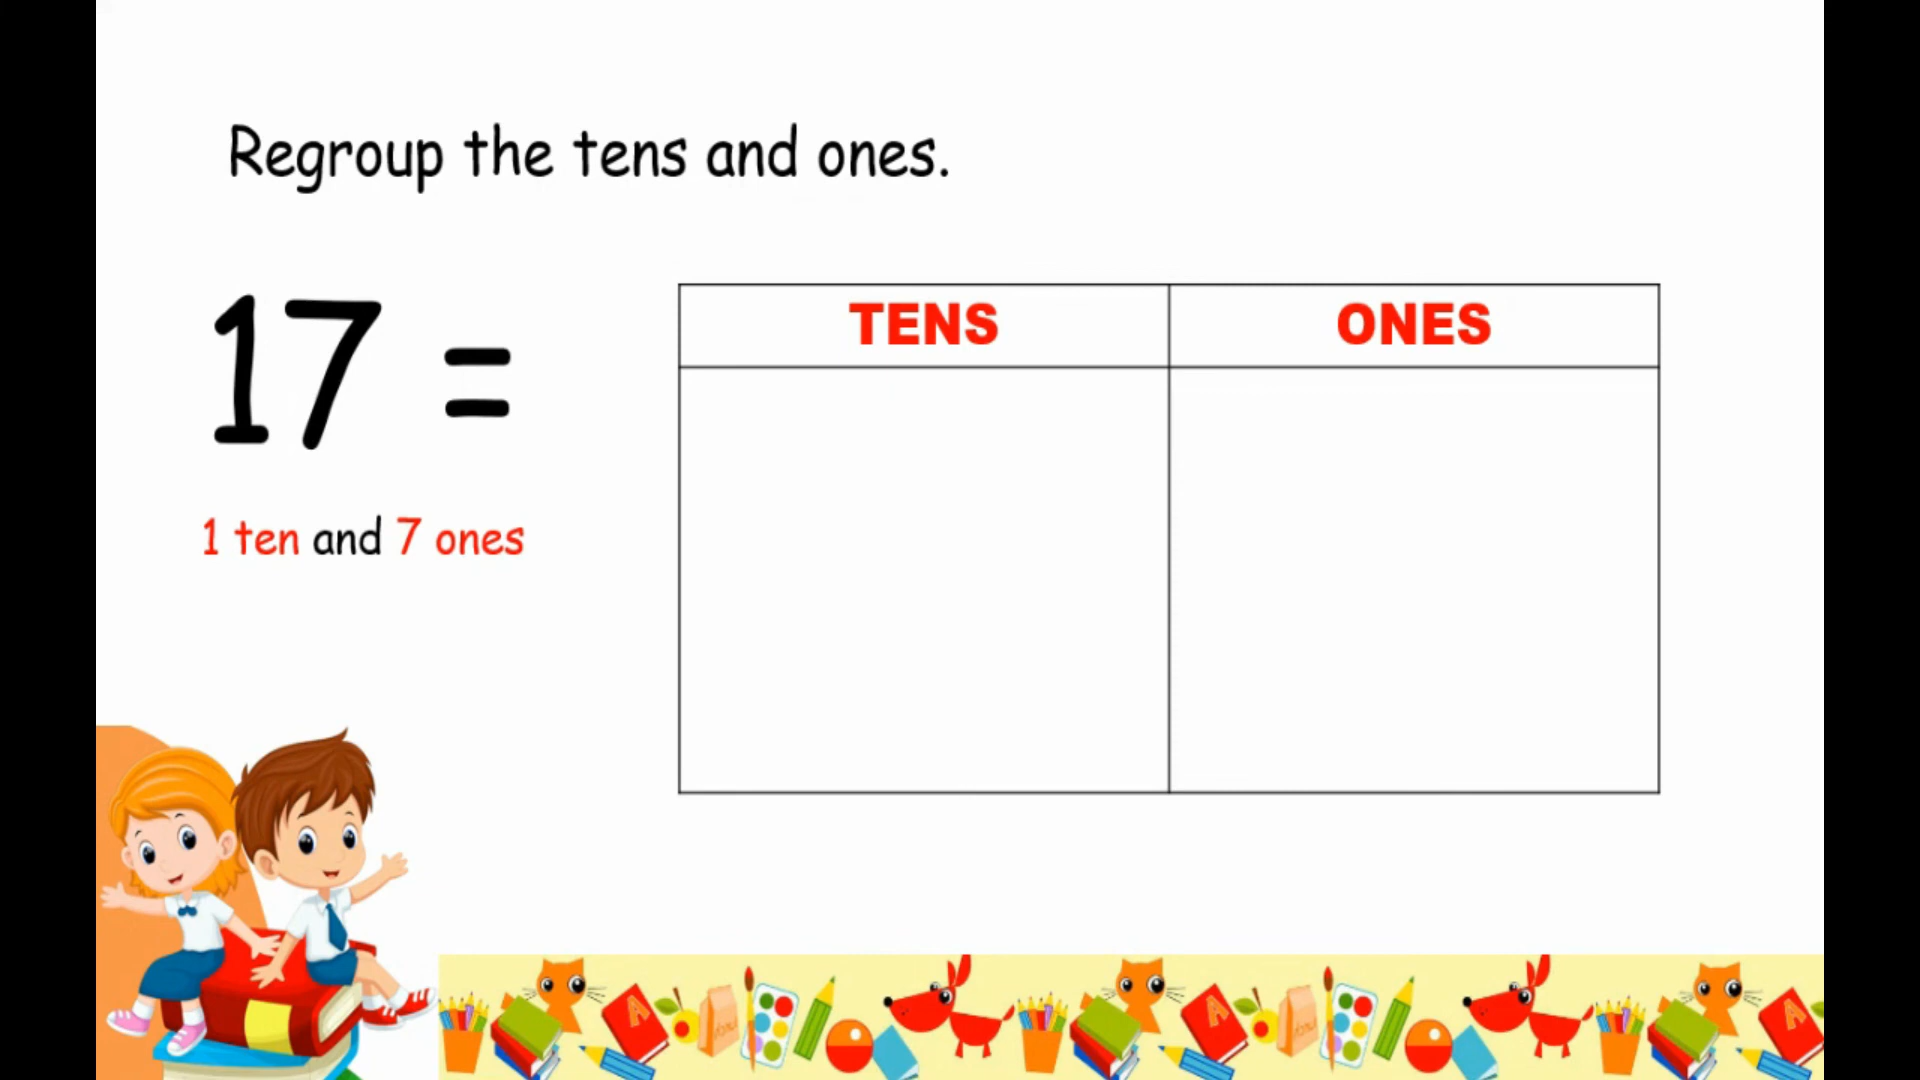 Regroup the tens and ones.
17 =
TENS ONES
1 ten and 7 ones
A
A
A